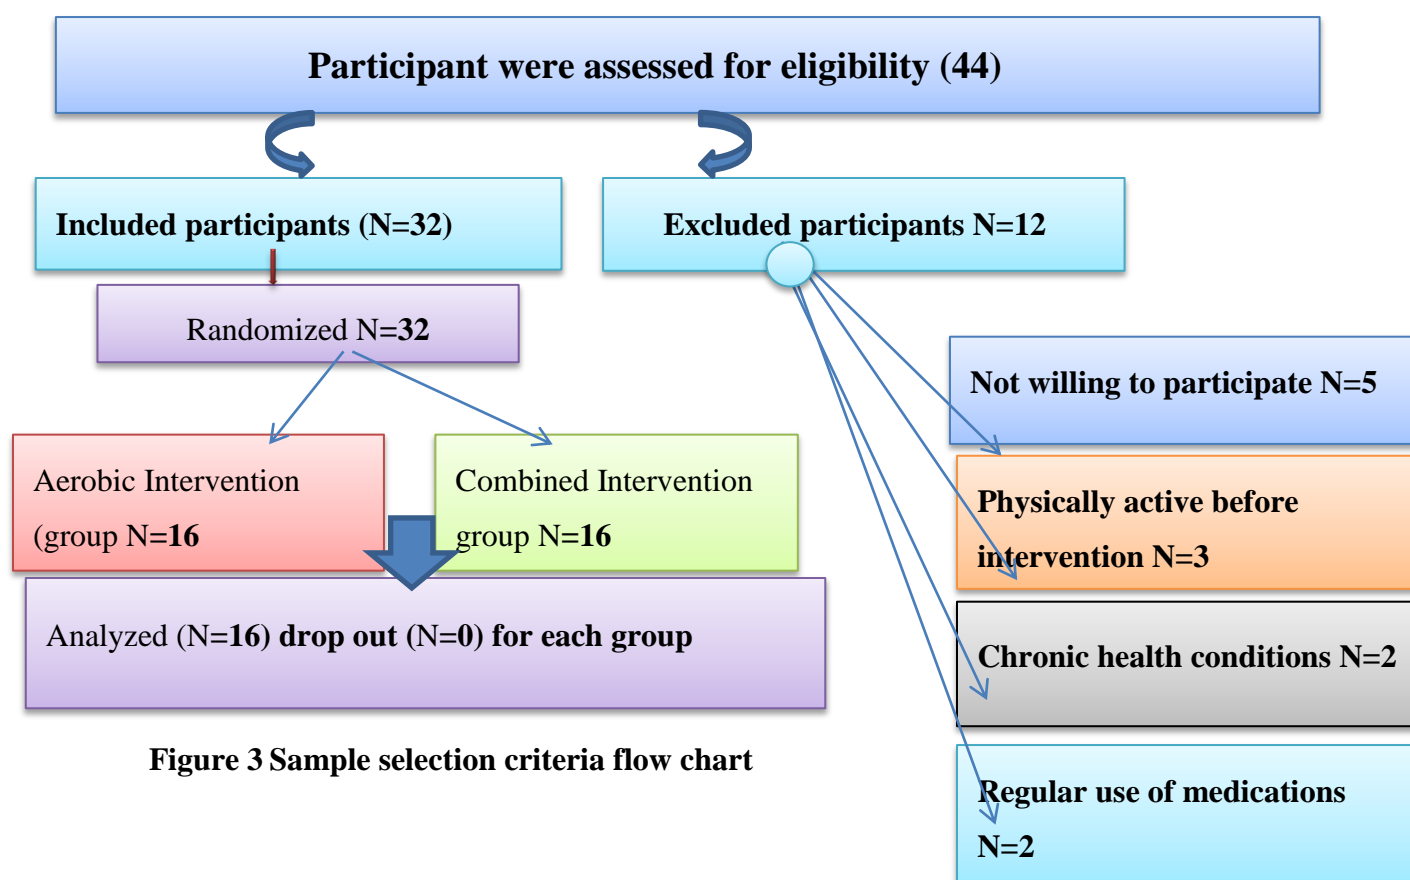 Participant were assessed for eligibility (44)
Included participants (N=32)
Excluded participants N=12
Randomized N=32
Not willing to participate N=5
Aerobic Intervention
(group N=16
Combined Intervention
group N=16
Physically active before
intervention N=3
Analyzed (N=16) drop out (N=0) for each group
Chronic health conditions N=2
Figure 3 Sample selection criteria flow chart
Regular use of medications
N=2